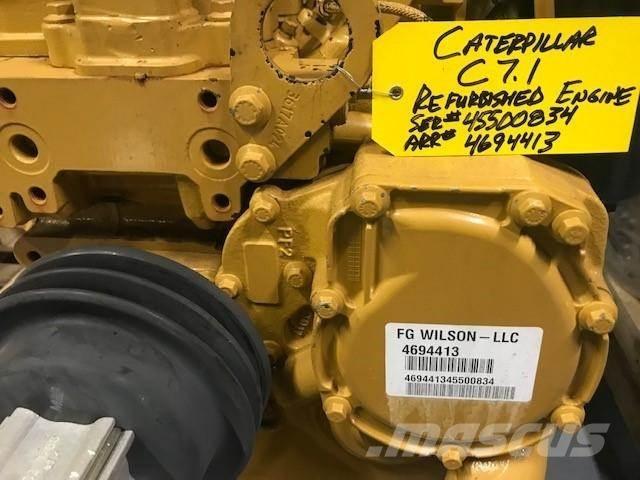 CATERPILLAR
C7.1
REFURBISHED ENGINE
SER# 45500834
ARR# 4694413
PF2
FG WILSON-LLC
4694413
469441345500834
mascus